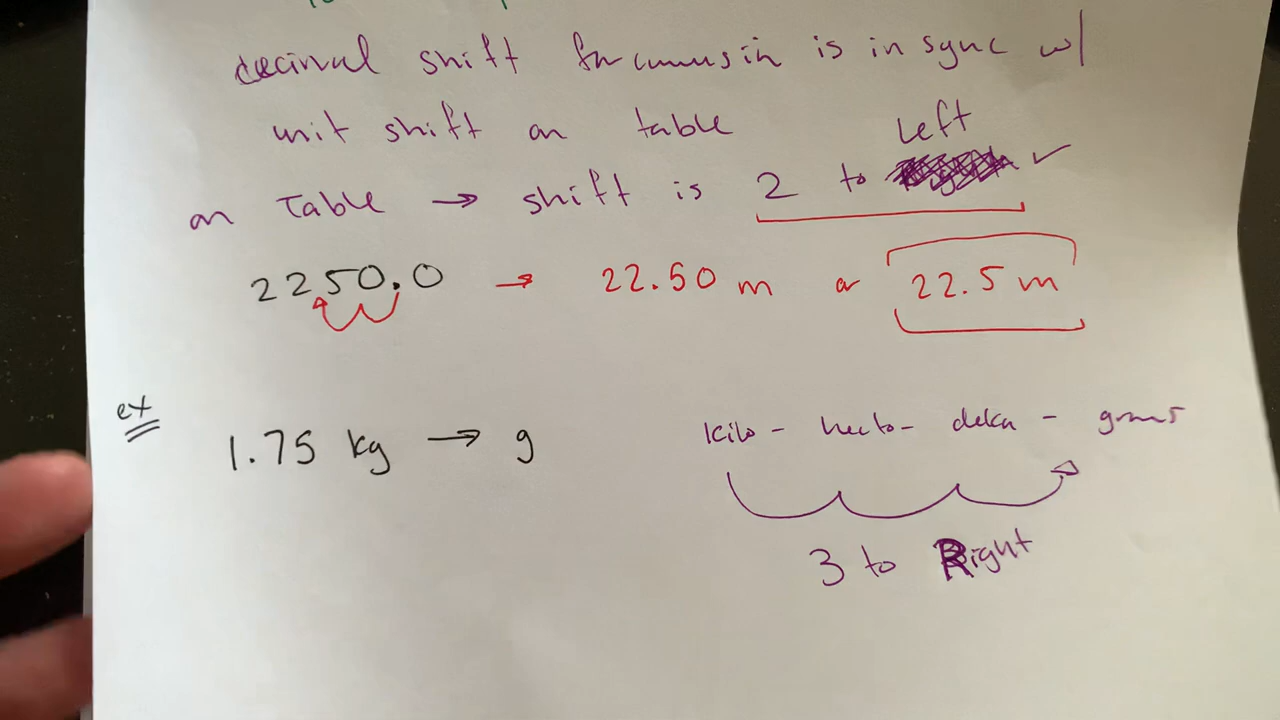 decimal shift for conversion is in sync w/
unit shift on table
Left
on Table → shift is 2 to ✓
2250.0 → 22.50 m or 22.5 m
ex
1.75 kg → g
kilo - hecto - deka - grams
3 to Right